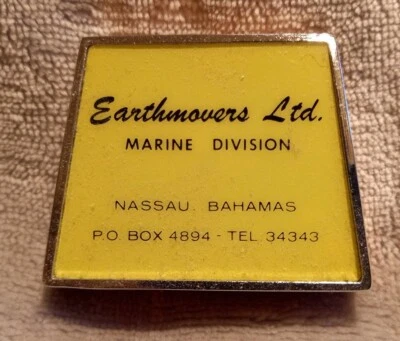 Earthmovers Ltd.
MARINE DIVISION
NASSAU. BAHAMAS
P.O. BOX 4894 - TEL. 34343